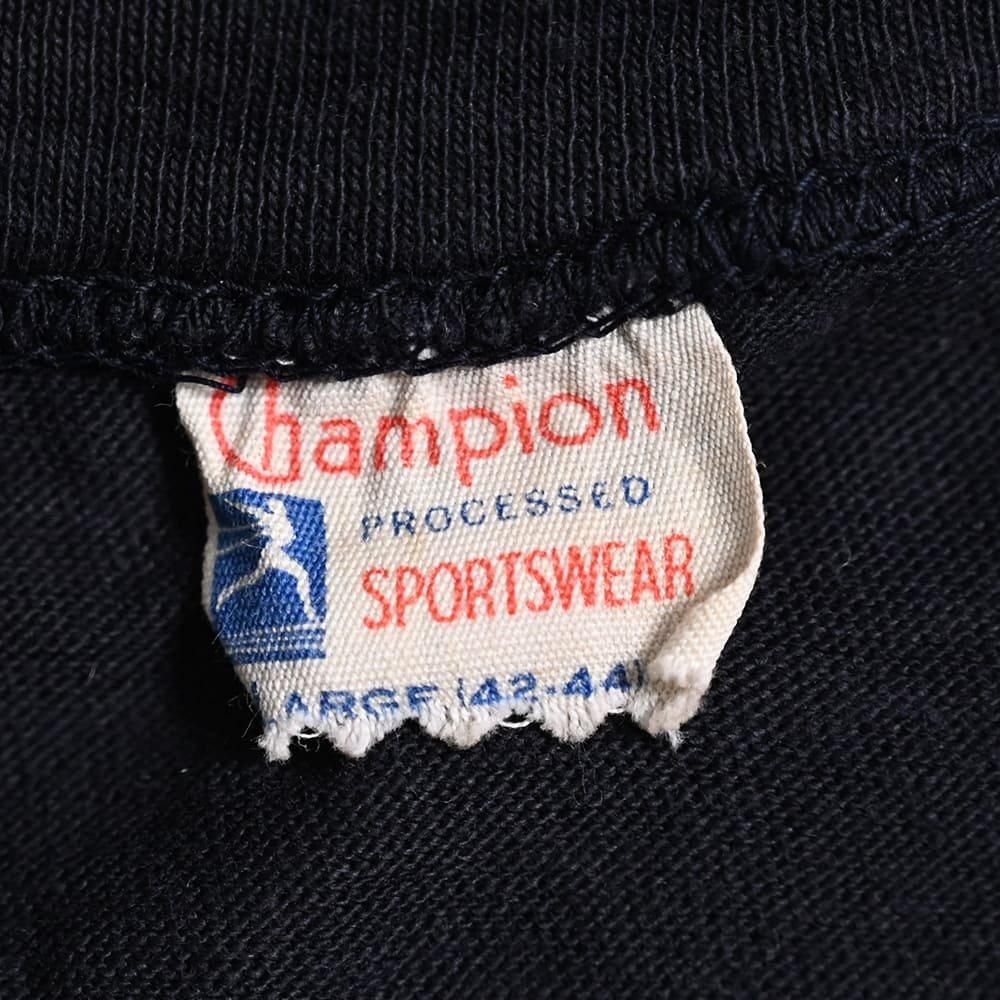 Champion
PROCESSED
SPORTSWEAR
LARGE (42-44)